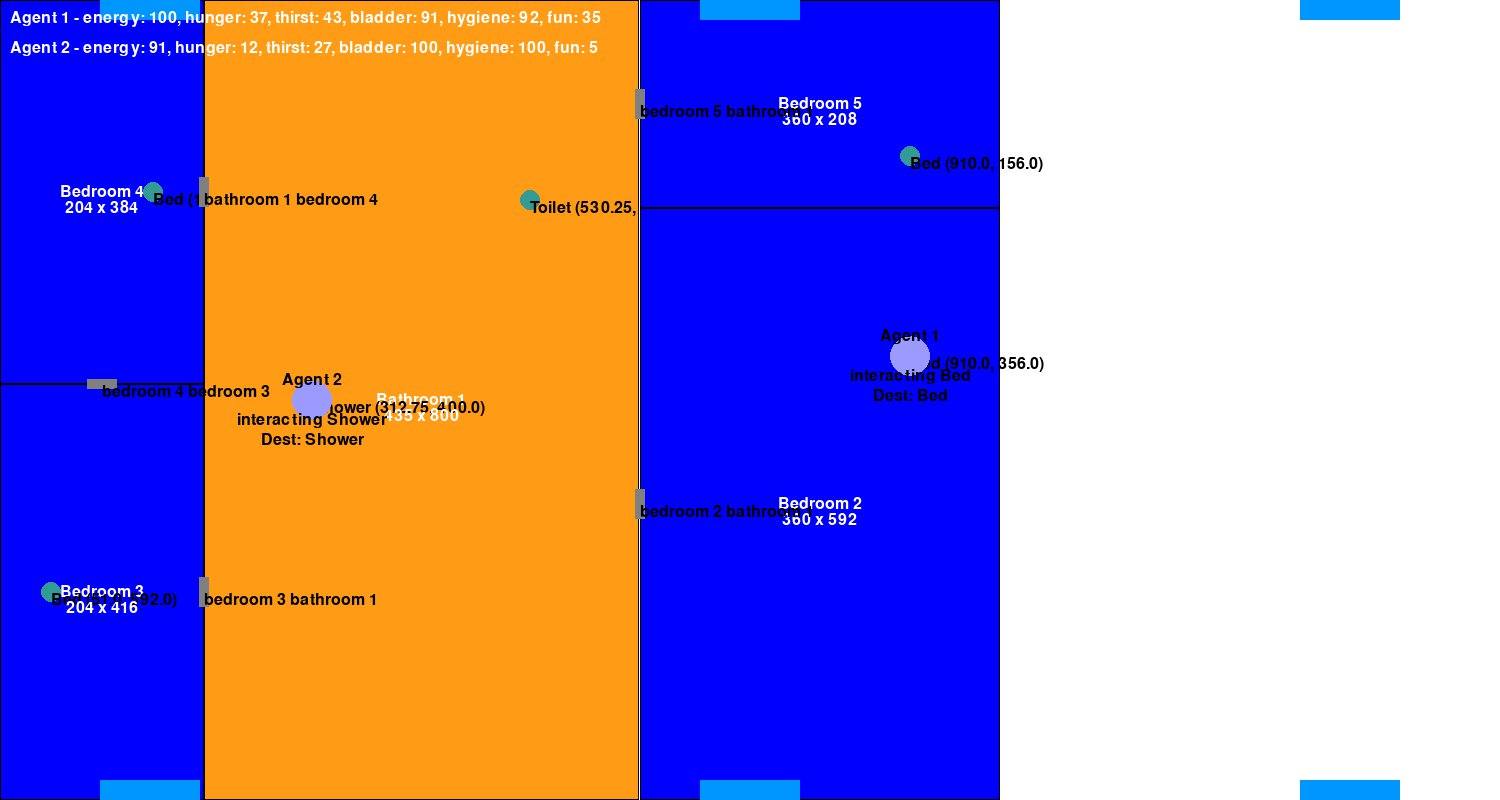 Agent 1 - energy: 100, hunger: 37, thirst: 43, bladder: 91, hygiene: 92, fun: 35
Agent 2 - energy: 91, hunger: 12, thirst: 27, bladder: 100, hygiene: 100, fun: 5
Bedroom 5
360 x 208
bedroom 5 bathroom 1
Bed (910.0, 156.0)
Bedroom 4
204 x 384
Bed (1
bathroom 1 bedroom 4
Toilet (530.25,
Agent 1
Bed (910.0, 356.0)
interacting Bed
Dest: Bed
bedroom 4 bedroom 3
Agent 2
Bathroom 1
435 x 800
Shower (312.75, 400.0)
interacting Shower
Dest: Shower
Bedroom 2
360 x 592
bedroom 2 bathroom 1
Bedroom 3
204 x 416
Bed (51.0, 592.0)
bedroom 3 bathroom 1